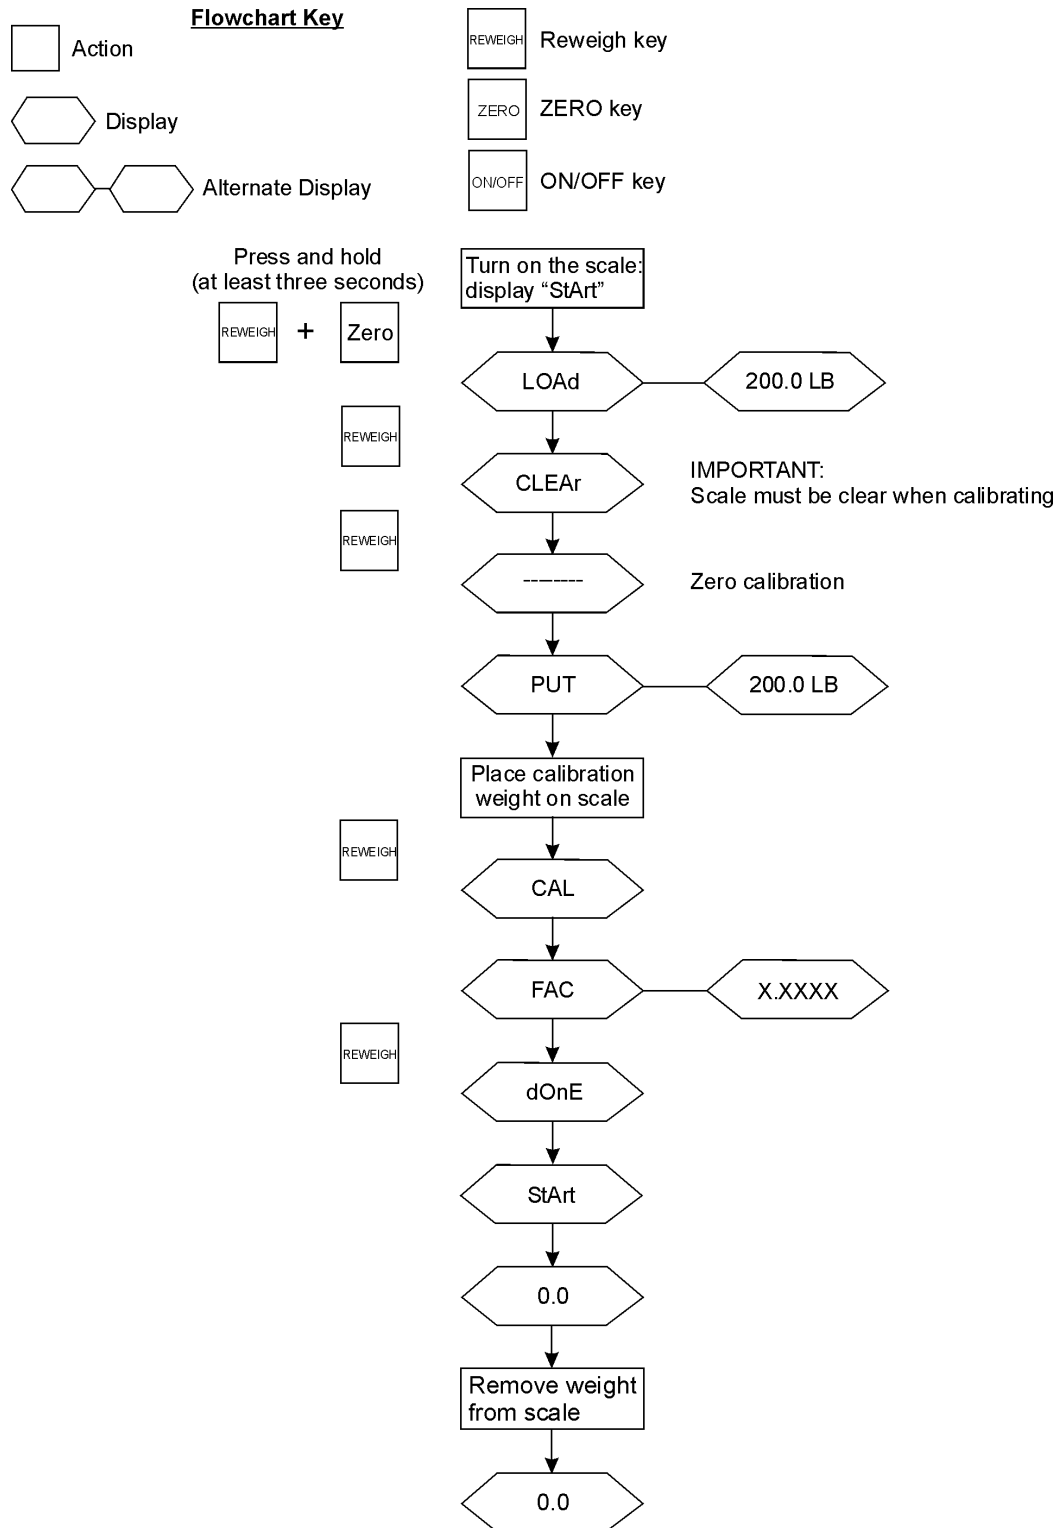 Flowchart Key
Action
Display
Alternate Display
REWEIGH
Reweigh key
ZERO
ZERO key
ON/OFF
ON/OFF key
Press and hold
(at least three seconds)
REWEIGH
+
Zero
Turn on the scale:
display “StArt”
LOAd
200.0 LB
REWEIGH
CLEAr
IMPORTANT:
Scale must be clear when calibrating
REWEIGH
--------
Zero calibration
PUT
200.0 LB
Place calibration
weight on scale
REWEIGH
CAL
FAC
X.XXXX
REWEIGH
dOnE
StArt
0.0
Remove weight
from scale
0.0